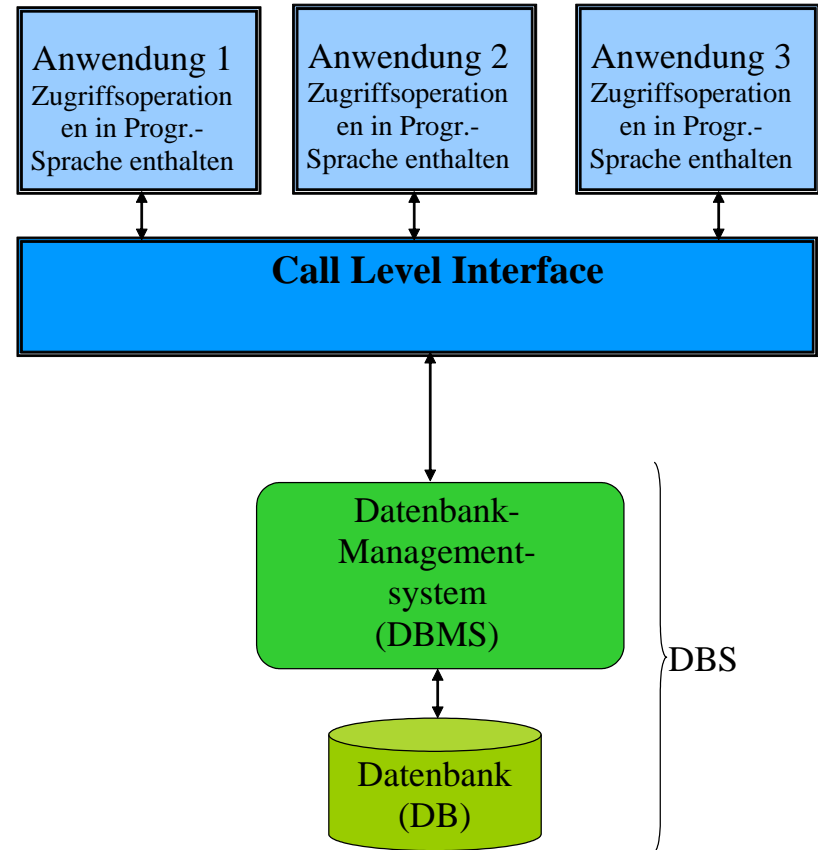 Anwendung 1
Zugriffsoperation
en in Progr.-
Sprache enthalten
Anwendung 2
Zugriffsoperation
en in Progr.-
Sprache enthalten
Anwendung 3
Zugriffsoperation
en in Progr.-
Sprache enthalten
Call Level Interface
Datenbank-
Management-
system
(DBMS)
DBS
Datenbank
(DB)